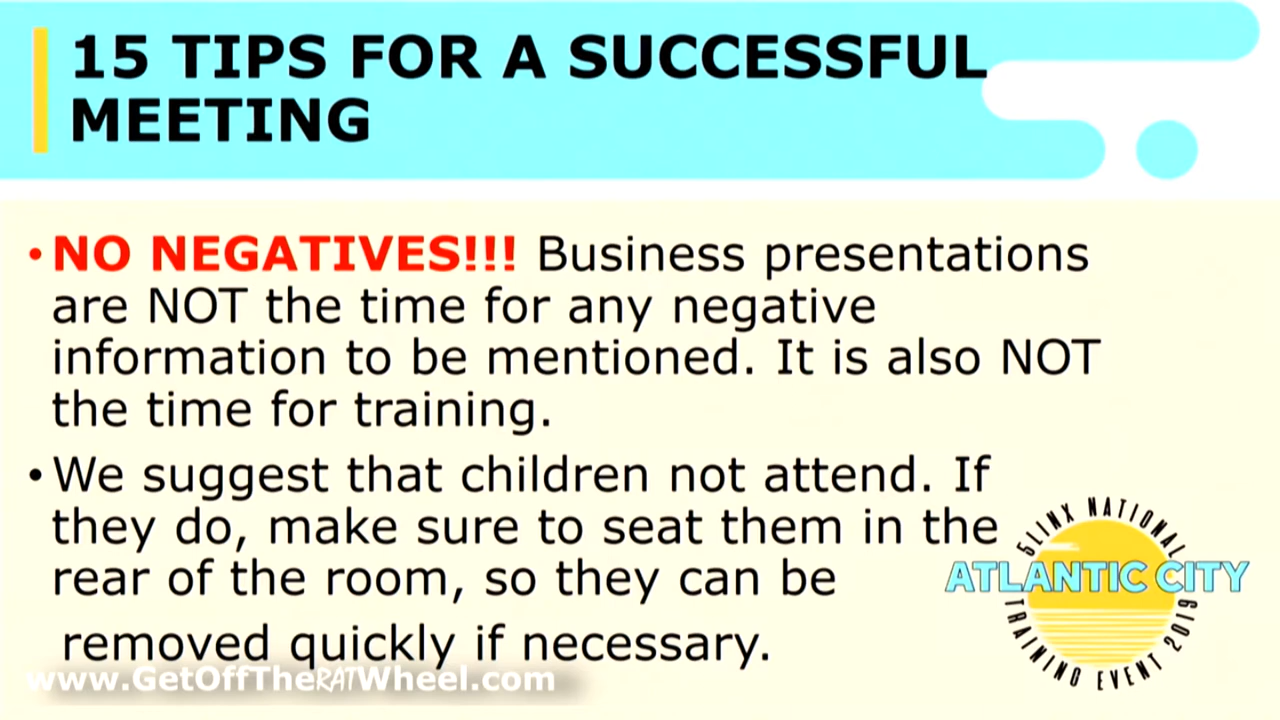 15 TIPS FOR A SUCCESSFUL
MEETING
•NO NEGATIVES!!! Business presentations
are NOT the time for any negative
information to be mentioned. It is also NOT
the time for training.
•We suggest that children not attend. If
they do, make sure to seat them in the
rear of the room, so they can be
removed quickly if necessary.
5LINX NATIONAL
ATLANTIC CITY
TRAINING EVENT 2019
www.GetOffTheRATWheel.com